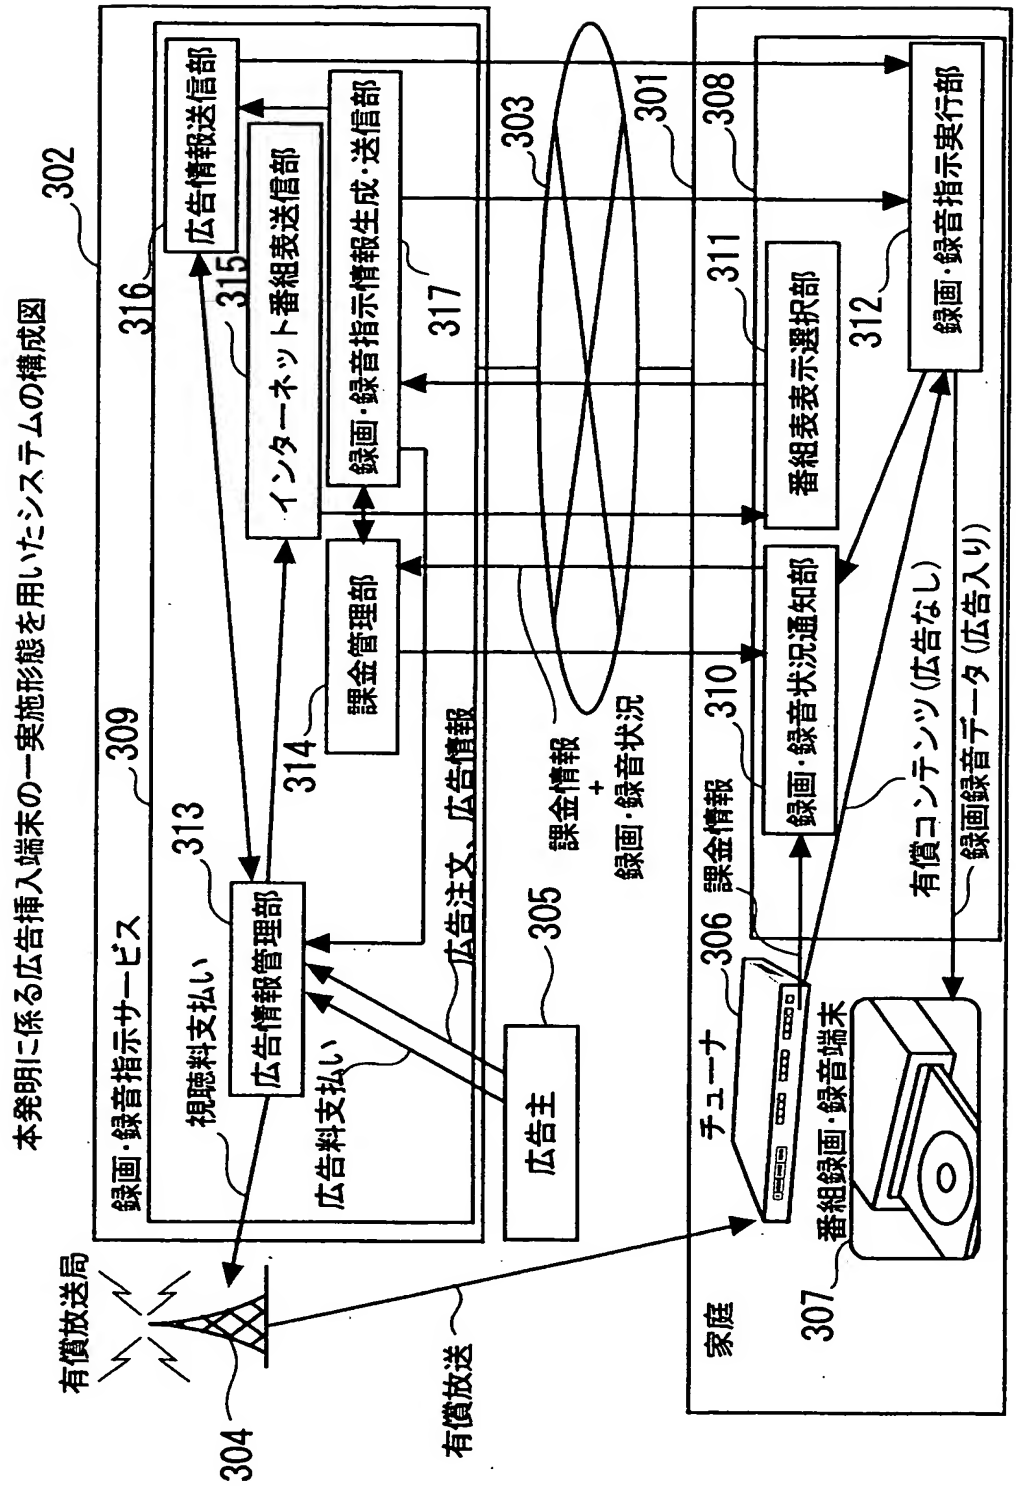 本発明に係る広告挿入端末の一実施形態を用いたシステムの構成図
有償放送局
304
有償放送
302
録画・録音指示サービス
309
視聴料支払い
313
広告情報管理部
広告料支払い
広告注文、広告情報
広告主
305
316
広告情報送信部
315
インターネット番組表送信部
録画・録音指示情報生成・送信部
317
314
課金管理部
課金情報
+
録画・録音状況
303
301
308
家庭
チューナ
306
課金情報
310
録画・録音状況通知部
311
番組表表示選択部
312
録画・録音指示実行部
有償コンテンツ(広告なし)
録画録音データ(広告入り)
番組録画・録音端末
307